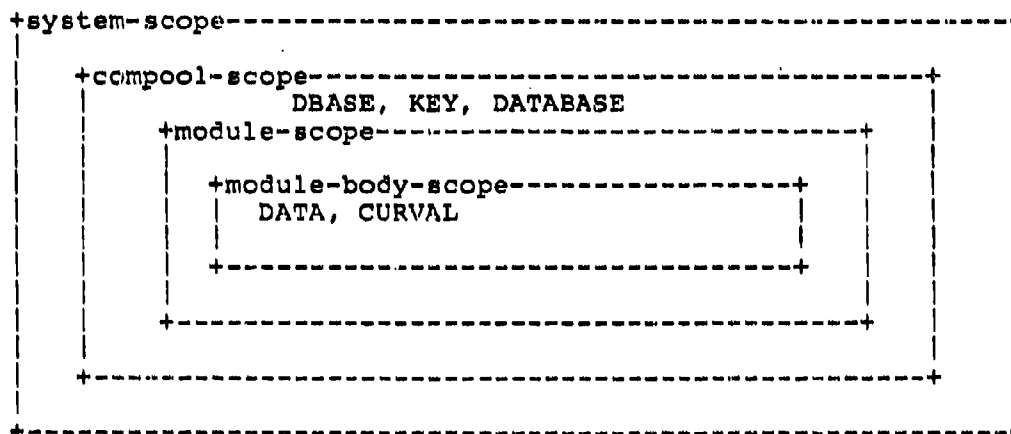 system-scope
compool-scope
DBASE, KEY, DATABASE
module-scope
module-body-scope
DATA, CURVAL